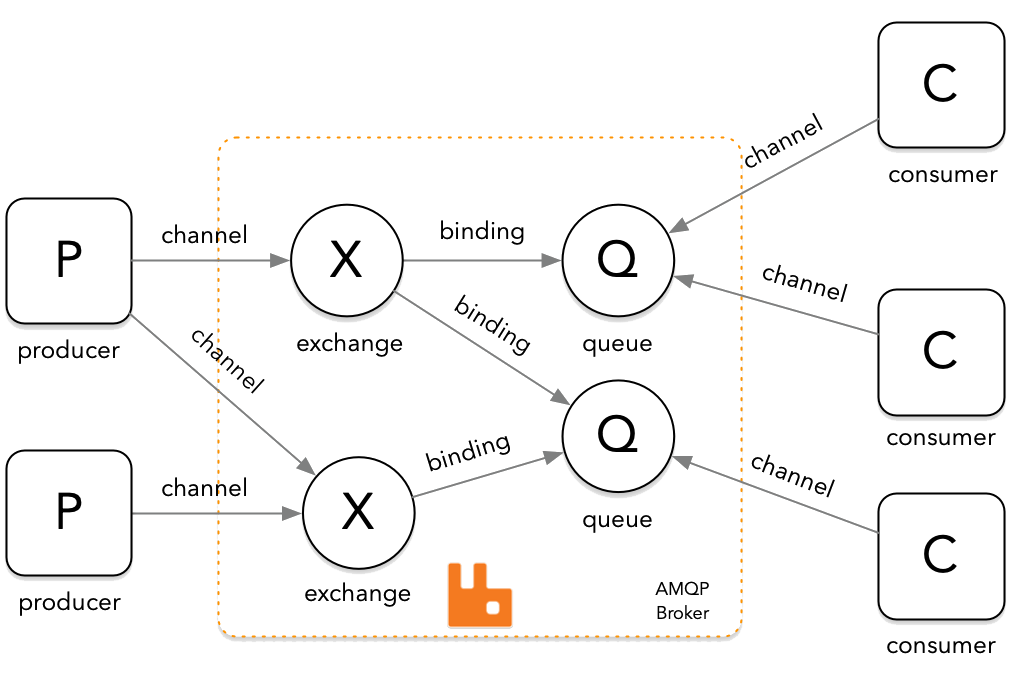 C
channel
consumer
P
channel
X
binding
Q
channel
producer
exchange
queue
C
channel
binding
consumer
Q
binding
channel
P
channel
X
queue
C
producer
exchange
AMQP
Broker
consumer